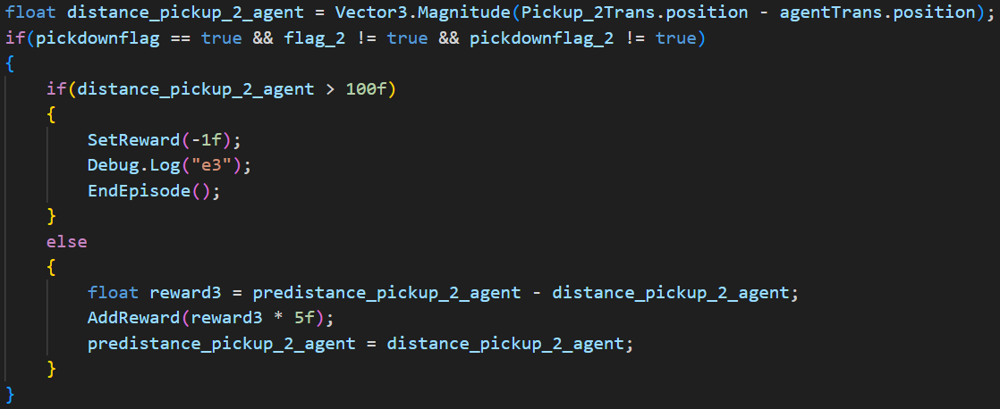 float distance_pickup_2_agent = Vector3.Magnitude(Pickup_2Trans.position - agentTrans.position);
if(pickdownflag == true && flag_2 != true && pickdownflag_2 != true)
{
    if(distance_pickup_2_agent > 100f)
    {
        SetReward(-1f);
        Debug.Log("e3");
        EndEpisode();
    }
    else
    {
        float reward3 = predistance_pickup_2_agent - distance_pickup_2_agent;
        AddReward(reward3 * 5f);
        predistance_pickup_2_agent = distance_pickup_2_agent;
    }
}